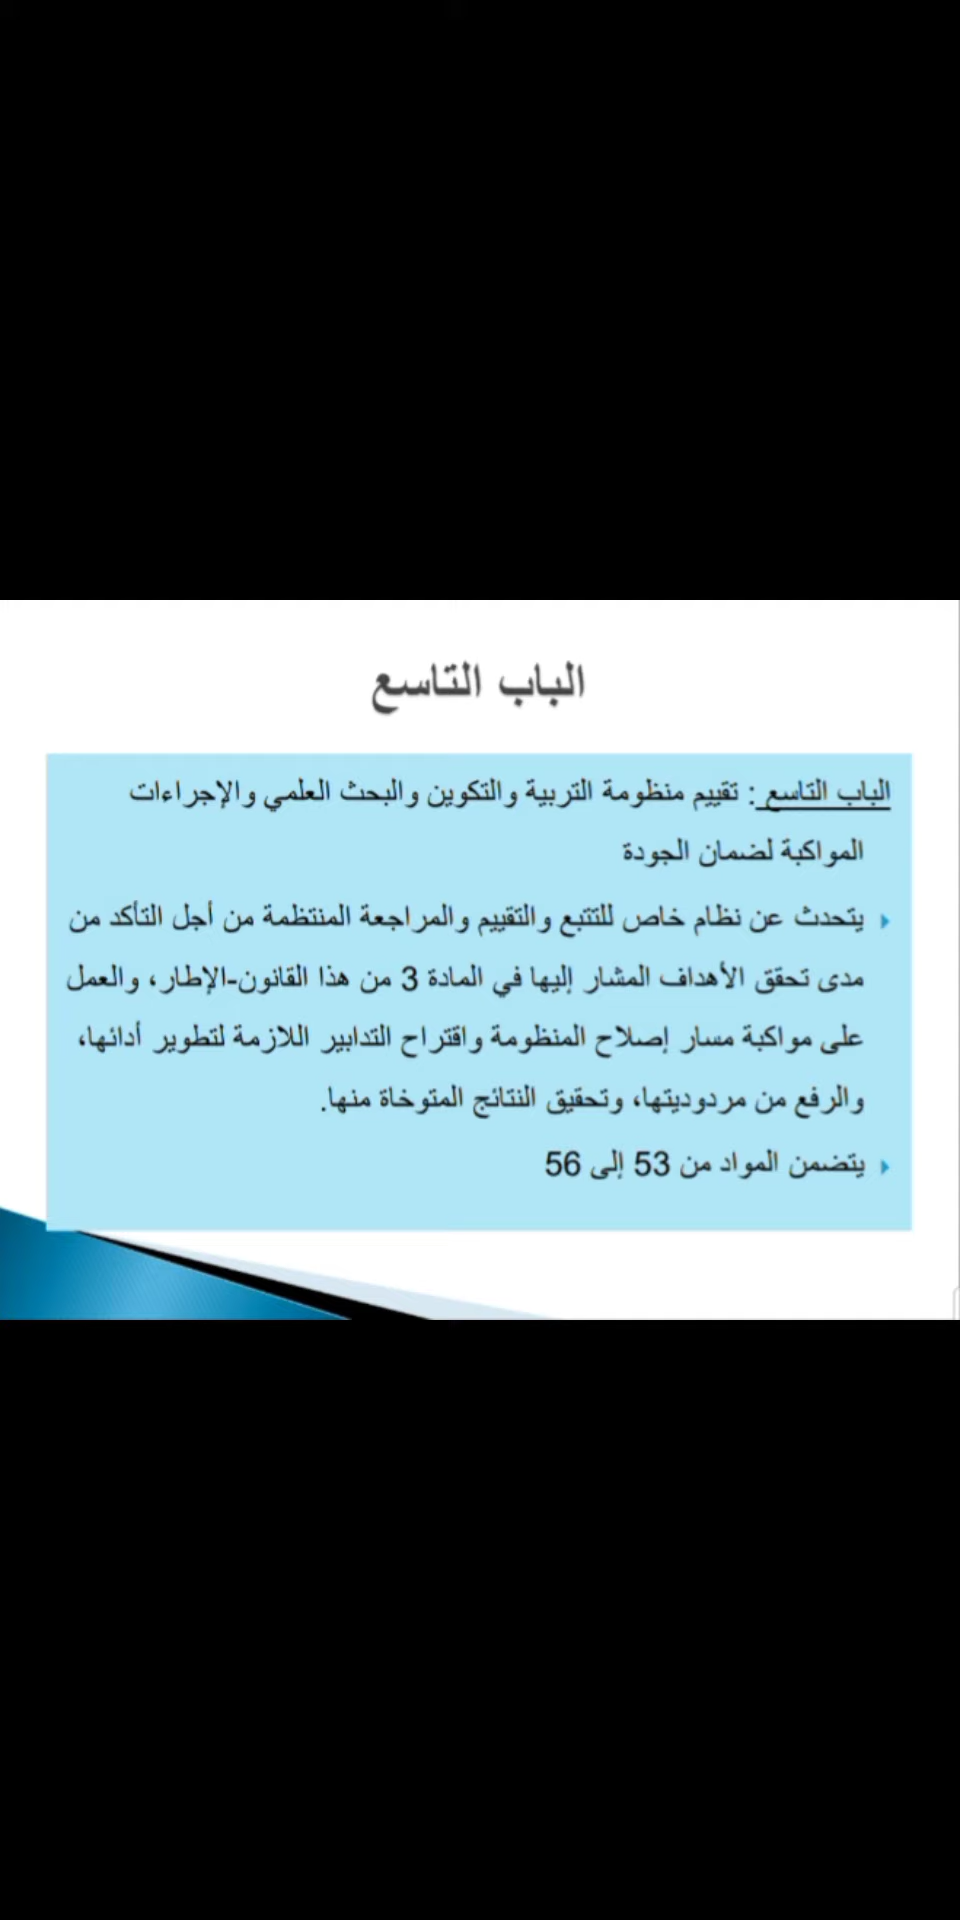 الباب التاسع
الباب التاسع : تقييم منظومة التربية والتكوين والبحث العلمي والإجراءات
المواكبة لضمان الجودة
يتحدث عن نظام خاص للتتبع والتقييم والمراجعة المنتظمة من أجل التأكد من
مدى تحقق الأهداف المشار إليها في المادة 3 من هذا القانون-الإطار، والعمل
على مواكبة مسار إصلاح المنظومة واقتراح التدابير اللازمة لتطوير أدائها،
والرفع من مردوديتها، وتحقيق النتائج المتوخاة منها.
يتضمن المواد من 53 إلى 56